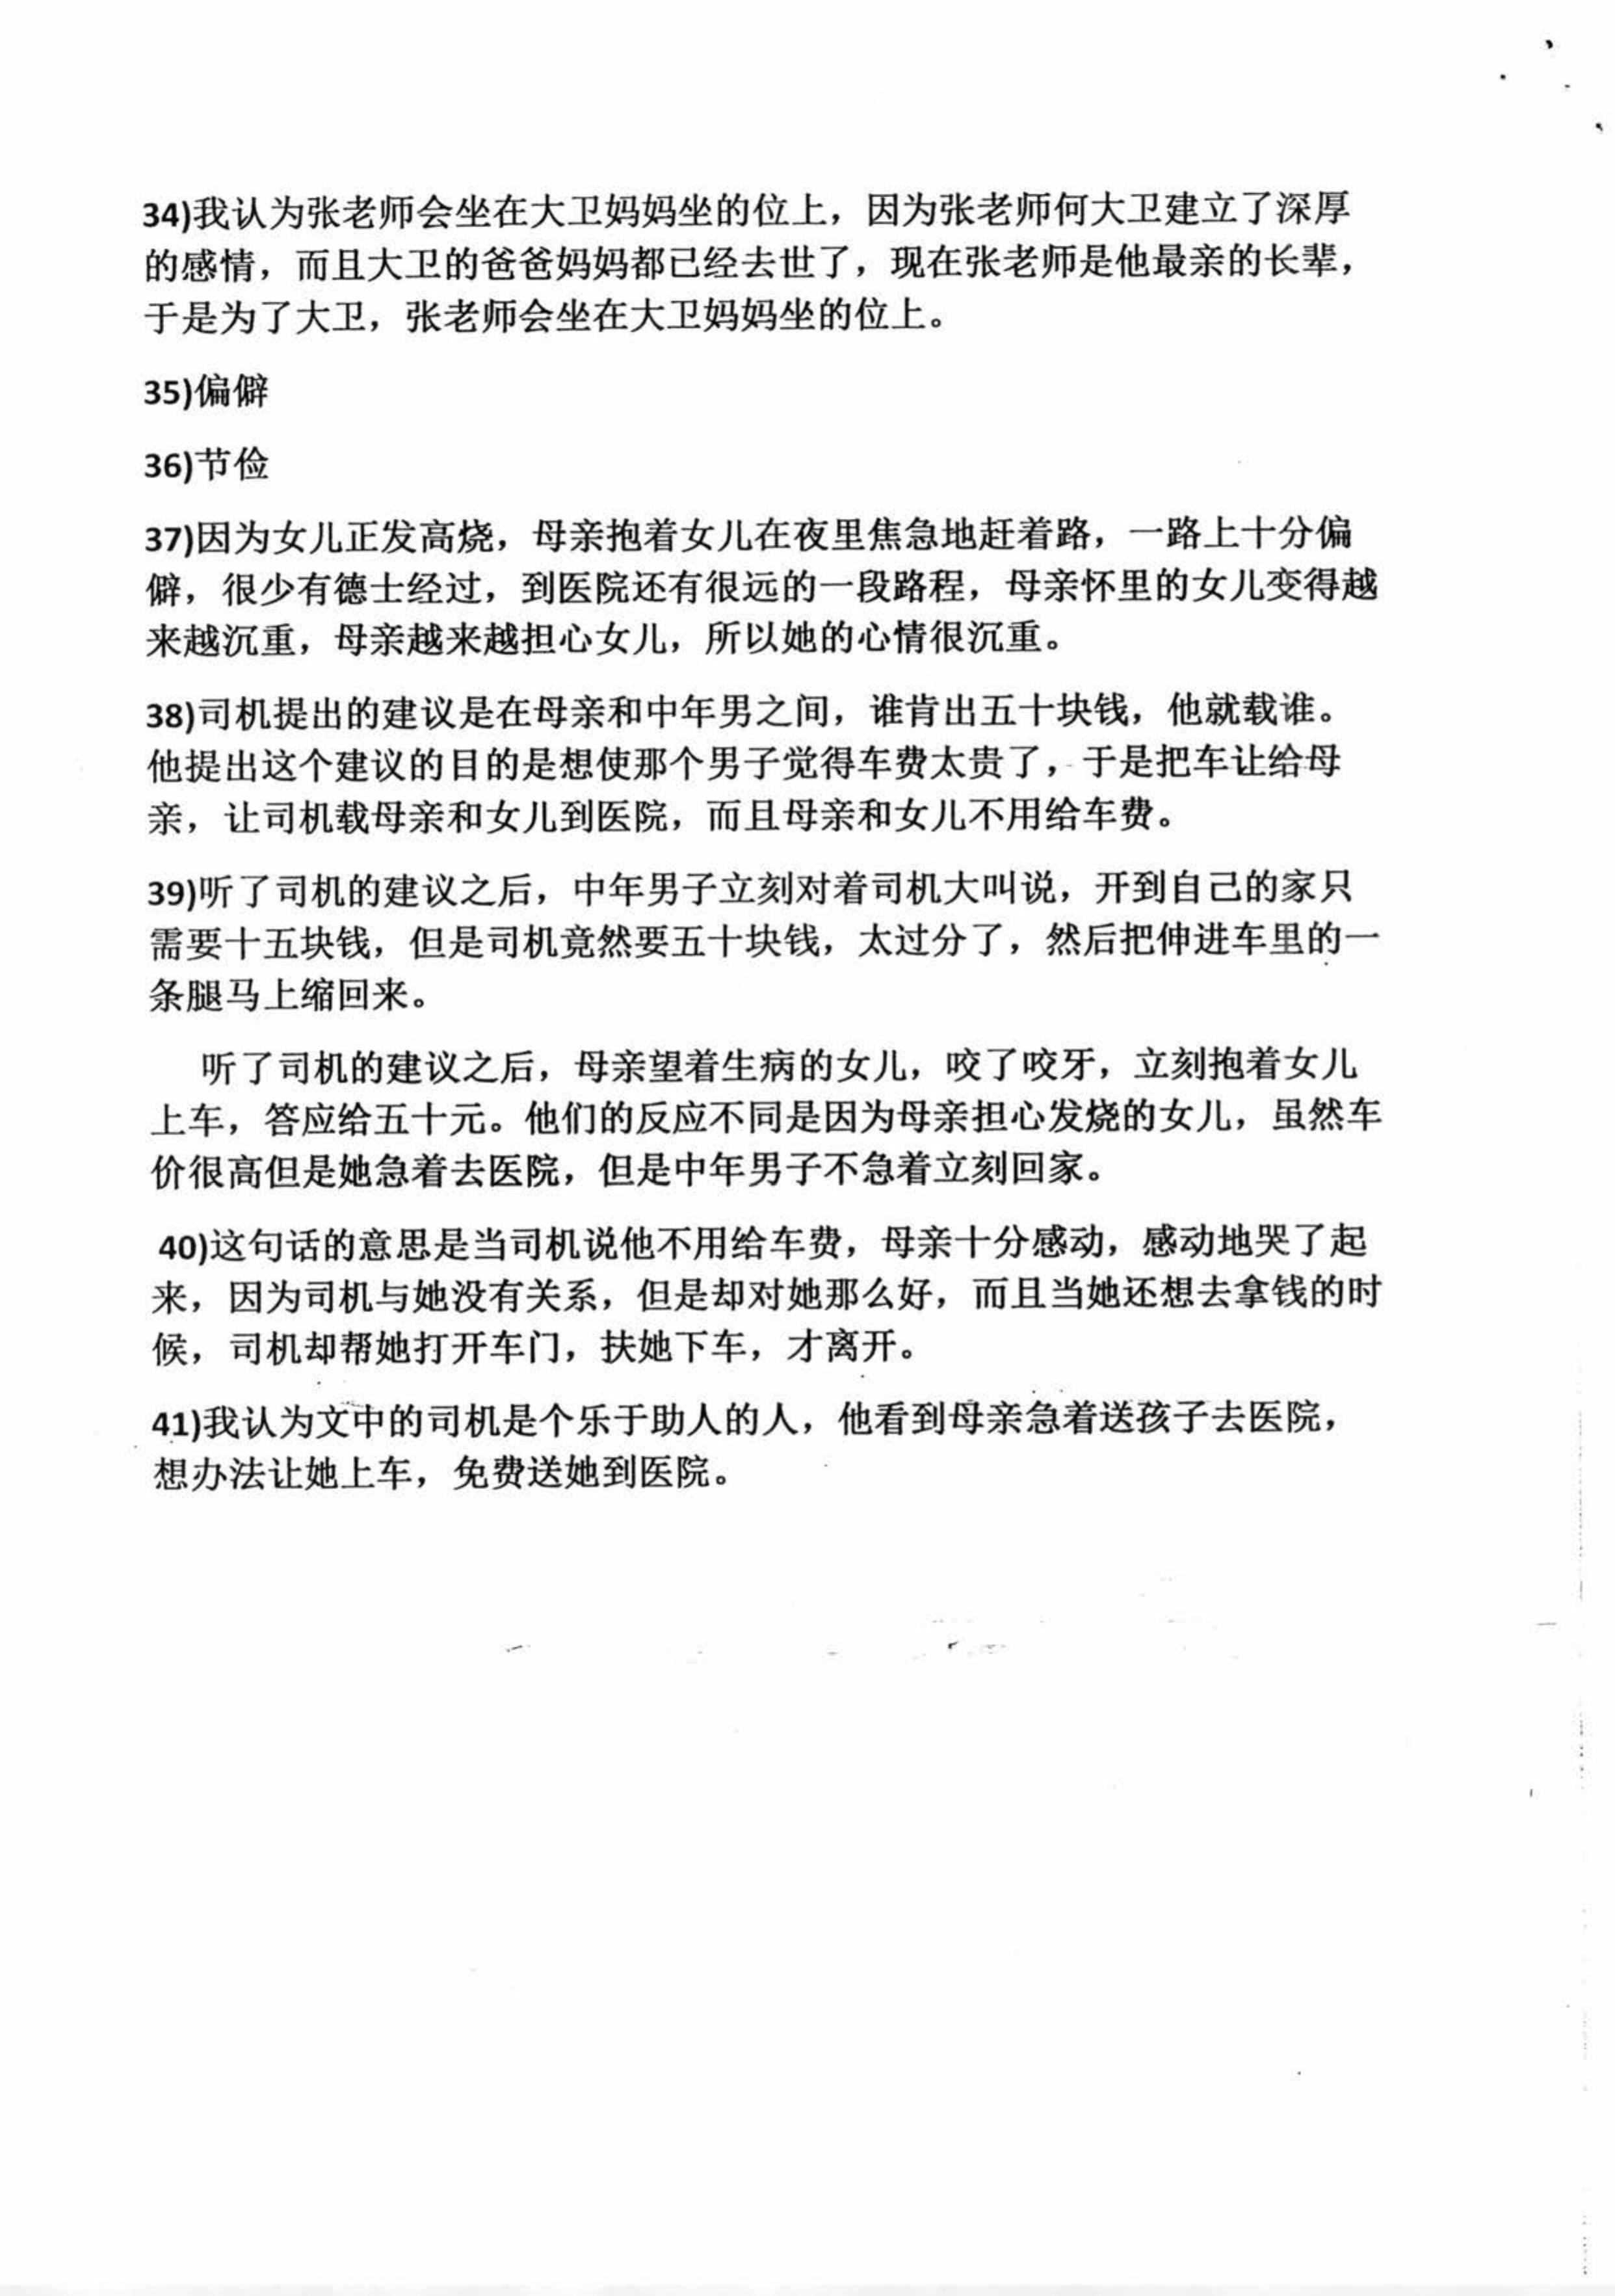 34)我认为张老师会坐在大卫妈妈坐的位上，因为张老师何大卫建立了深厚
的感情，而且大卫的爸爸妈妈都已经去世了，现在张老师是他最亲的长辈，
于是为了大卫，张老师会坐在大卫妈妈坐的位上。
35)偏僻
36)节俭
37)因为女儿正发高烧，母亲抱着女儿在夜里焦急地赶着路，一路上十分偏
僻，很少有德士经过，到医院还有很远的一段路程，母亲怀里的女儿变得越
来越沉重，母亲越来越担心女儿，所以她的心情很沉重。
38)司机提出的建议是在母亲和中年男之间，谁肯出五十块钱，他就载谁。
他提出这个建议的目的是想使那个男子觉得车费太贵了，于是把车让给母
亲，让司机载母亲和女儿到医院，而且母亲和女儿不用给车费。
39)听了司机的建议之后，中年男子立刻对着司机大叫说，开到自己的家只
需要十五块钱，但是司机竟然要五十块钱，太过分了，然后把伸进车里的一
条腿马上缩回来。
听了司机的建议之后，母亲望着生病的女儿，咬了咬牙，立刻抱着女儿
上车，答应给五十元。他们的反应不同是因为母亲担心发烧的女儿，虽然车
价很高但是她急着去医院，但是中年男子不急着立刻回家。
40)这句话的意思是当司机说他不用给车费，母亲十分感动，感动地哭了起
来，因为司机与她没有关系，但是却对她那么好，而且当她还想去拿钱的时
候，司机却帮她打开车门，扶她下车，才离开。
41)我认为文中的司机是个乐于助人的人，他看到母亲急着送孩子去医院，
想办法让她上车，免费送她到医院。